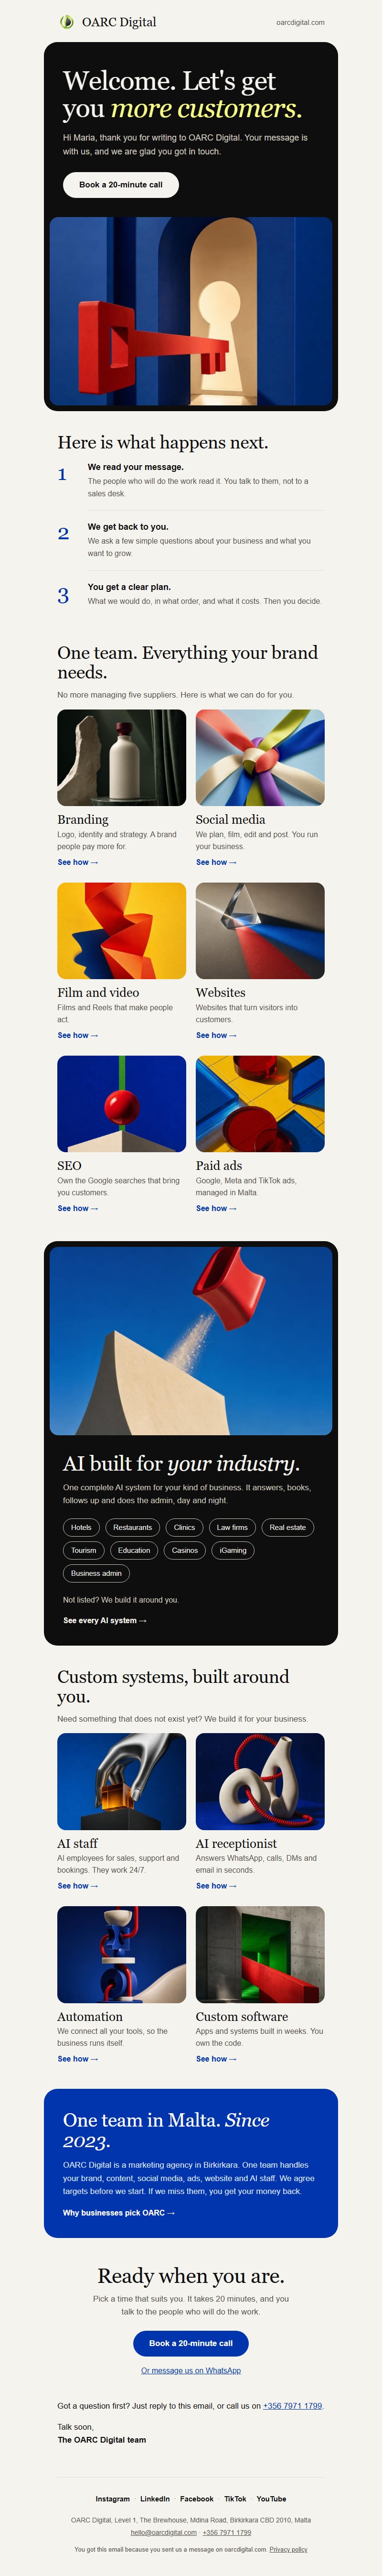 OARC Digital
oarcdigital.com
Welcome. Let's get
you more customers.
Hi Maria, thank you for writing to OARC Digital. Your message is
with us, and we are glad you got in touch.
Book a 20-minute call
Here is what happens next.
1
We read your message.
The people who will do the work read it. You talk to them, not to a
sales desk.
2
We get back to you.
We ask a few simple questions about your business and what you
want to grow.
3
You get a clear plan.
What we would do, in what order, and what it costs. Then you decide.
One team. Everything your brand
needs.
No more managing five suppliers. Here is what we can do for you.
Branding
Logo, identity and strategy. A brand
people pay more for.
See how →
Social media
We plan, film, edit and post. You run
your business.
See how →
Film and video
Films and Reels that make people
act.
See how →
Websites
Websites that turn visitors into
customers.
See how →
SEO
Own the Google searches that bring
you customers.
See how →
Paid ads
Google, Meta and TikTok ads,
managed in Malta.
See how →
AI built for your industry.
One complete AI system for your kind of business. It answers, books,
follows up and does the admin, day and night.
Hotels Restaurants Clinics Law firms Real estate
Tourism Education Casinos iGaming
Business admin
Not listed? We build it around you.
See every AI system →
Custom systems, built around
you.
Need something that does not exist yet? We build it for your business.
AI staff
AI employees for sales, support and
bookings. They work 24/7.
See how →
AI receptionist
Answers WhatsApp, calls, DMs and
email in seconds.
See how →
Automation
We connect all your tools, so the
business runs itself.
See how →
Custom software
Apps and systems built in weeks. You
own the code.
See how →
One team in Malta. Since
2023.
OARC Digital is a marketing agency in Birkirkara. One team handles
your brand, content, social media, ads, website and AI staff. We agree
targets before we start. If we miss them, you get your money back.
Why businesses pick OARC →
Ready when you are.
Pick a time that suits you. It takes 20 minutes, and you
talk to the people who will do the work.
Book a 20-minute call
Or message us on WhatsApp
Got a question first? Just reply to this email, or call us on +356 7971 1799.
Talk soon,
The OARC Digital team
Instagram · LinkedIn · Facebook · TikTok · YouTube
OARC Digital, Level 1, The Brewhouse, Mdina Road, Birkirkara CBD 2010, Malta
hello@oarcdigital.com · +356 7971 1799
You got this email because you sent us a message on oarcdigital.com. Privacy policy